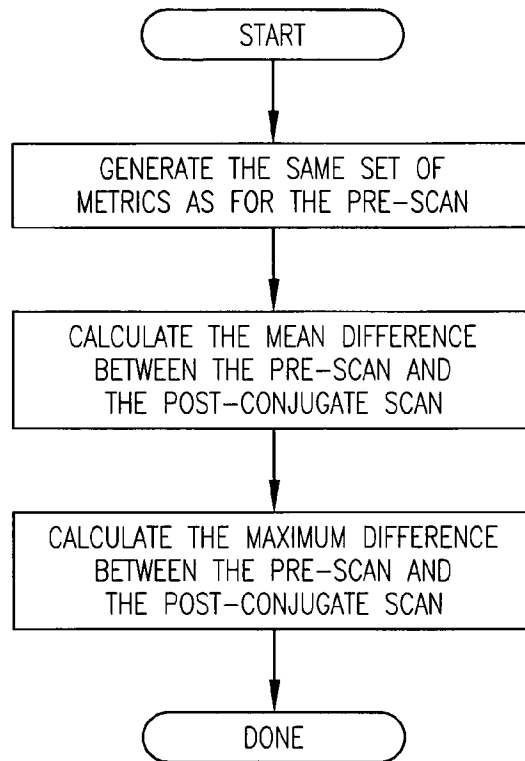 START
GENERATE THE SAME SET OF
METRICS AS FOR THE PRE-SCAN
CALCULATE THE MEAN DIFFERENCE
BETWEEN THE PRE-SCAN AND
THE POST-CONJUGATE SCAN
CALCULATE THE MAXIMUM DIFFERENCE
BETWEEN THE PRE-SCAN AND
THE POST-CONJUGATE SCAN
DONE